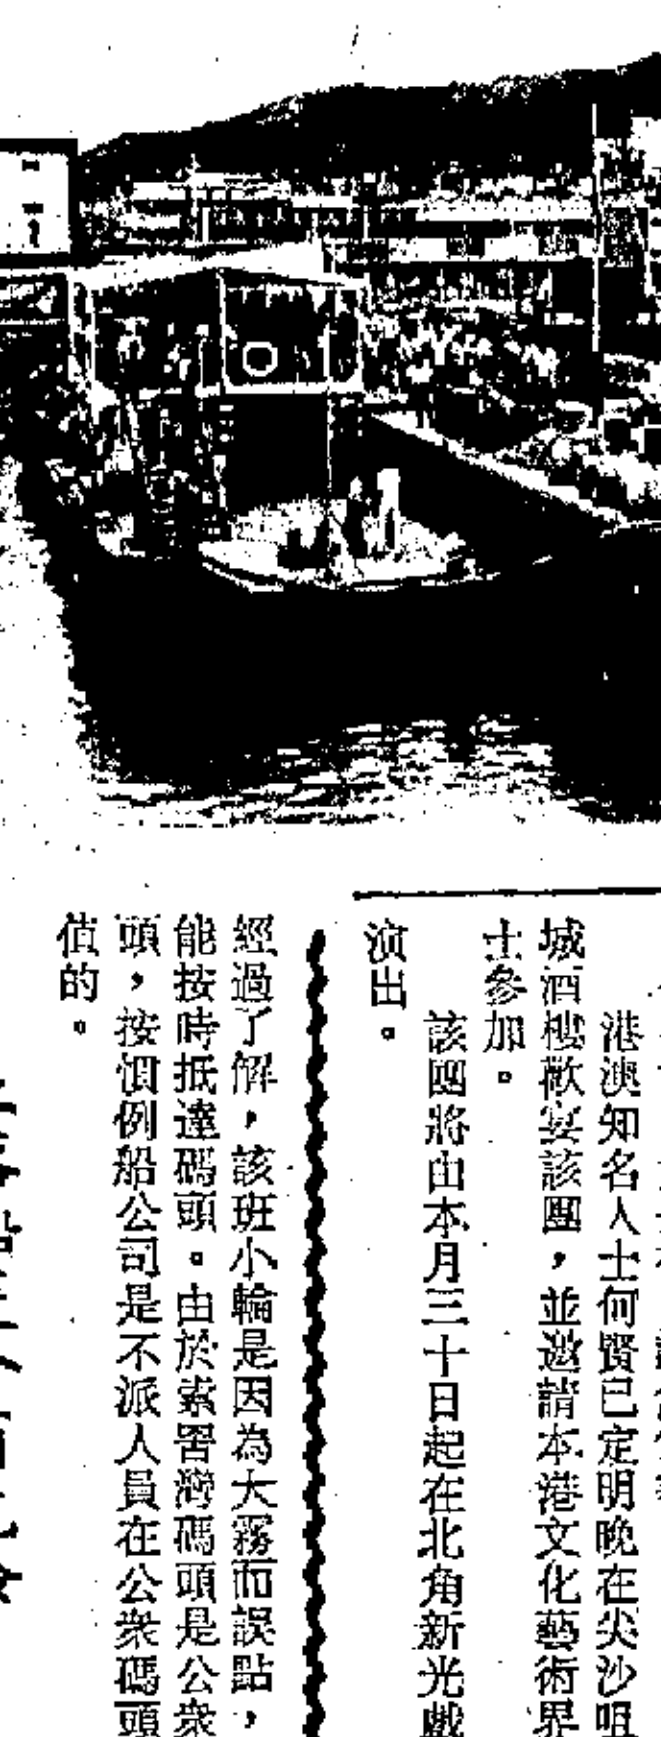 港澳知名人士何賢已定明晚在尖沙咀
城酒樓歡宴該團，並邀請本港文化藝術界
士參加。
該團將由本月三十日起在北角新光戲
演出。
經過了解，該班小輪是因為大霧而誤點，
能按時抵達碼頭。由於索罟灣碼頭是公衆
頭，按慣例船公司是不派人員在公衆碼頭
值的。